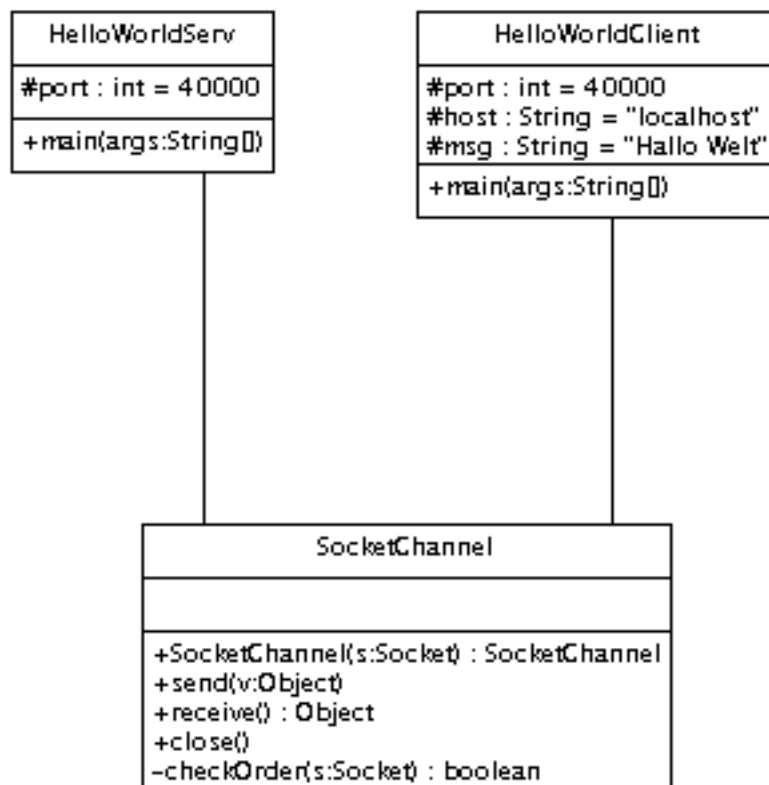 HelloWorldServ
#port : int = 40000
+main(args:String[])
HelloWorldClient
#port : int = 40000
#host : String = "localhost"
#msg : String = "Hallo Welt"
+main(args:String[])
SocketChannel
+SocketChannel(s:Socket) : SocketChannel
+send(v:Object)
+receive() : Object
+close()
-checkOrder(s:Socket) : boolean